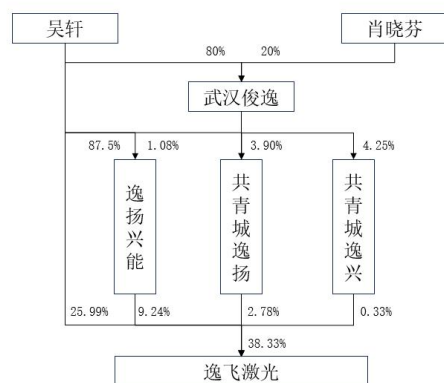 吴轩
肖晓芬
80%
20%
武汉俊逸
87.5%
1.08%
3.90%
4.25%
逸扬兴能
共青城逸扬
共青城逸兴
25.99%
9.24%
2.78%
0.33%
38.33%
逸飞激光